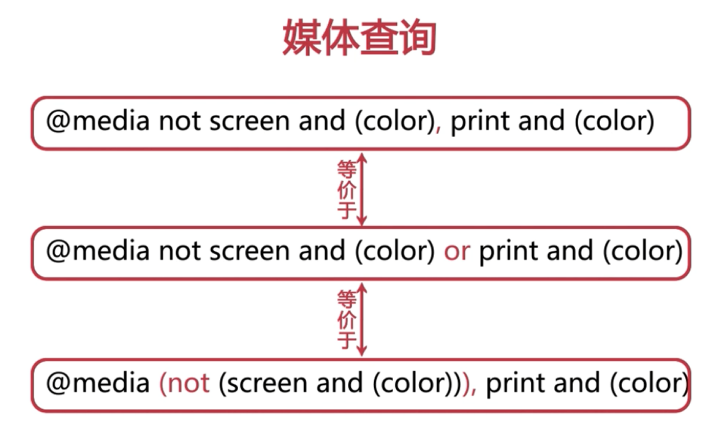 媒体查询
@media not screen and (color), print and (color)
等价于
@media not screen and (color) or print and (color)
等价于
@media (not (screen and (color))), print and (color)